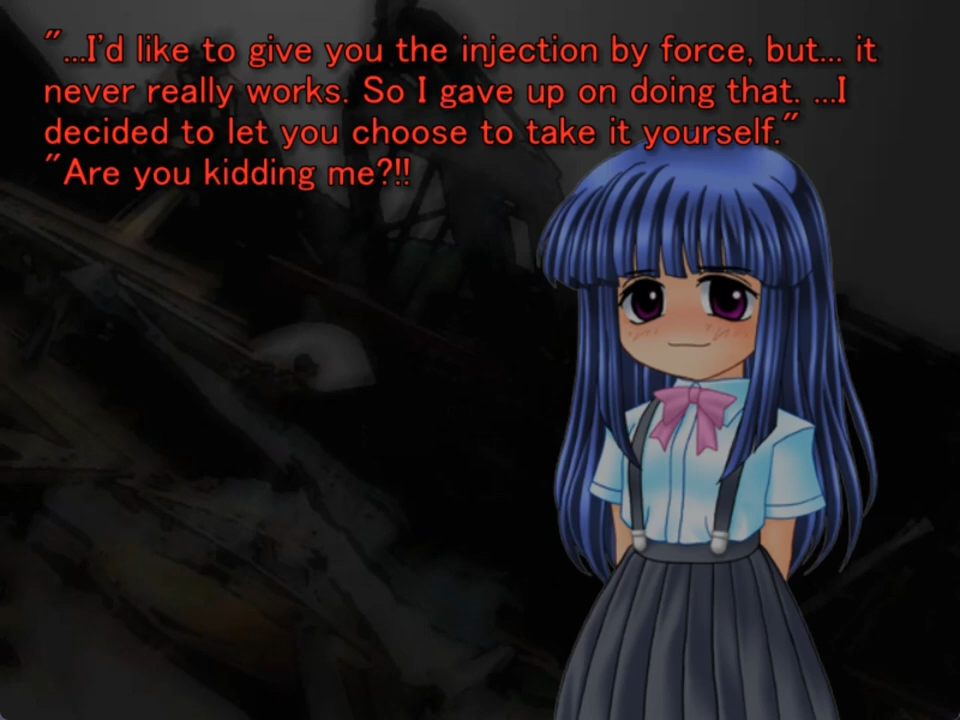 "...I'd like to give you the injection by force, but... it
never really works. So I gave up on doing that. ...I
decided to let you choose to take it yourself."
"Are you kidding me?!!